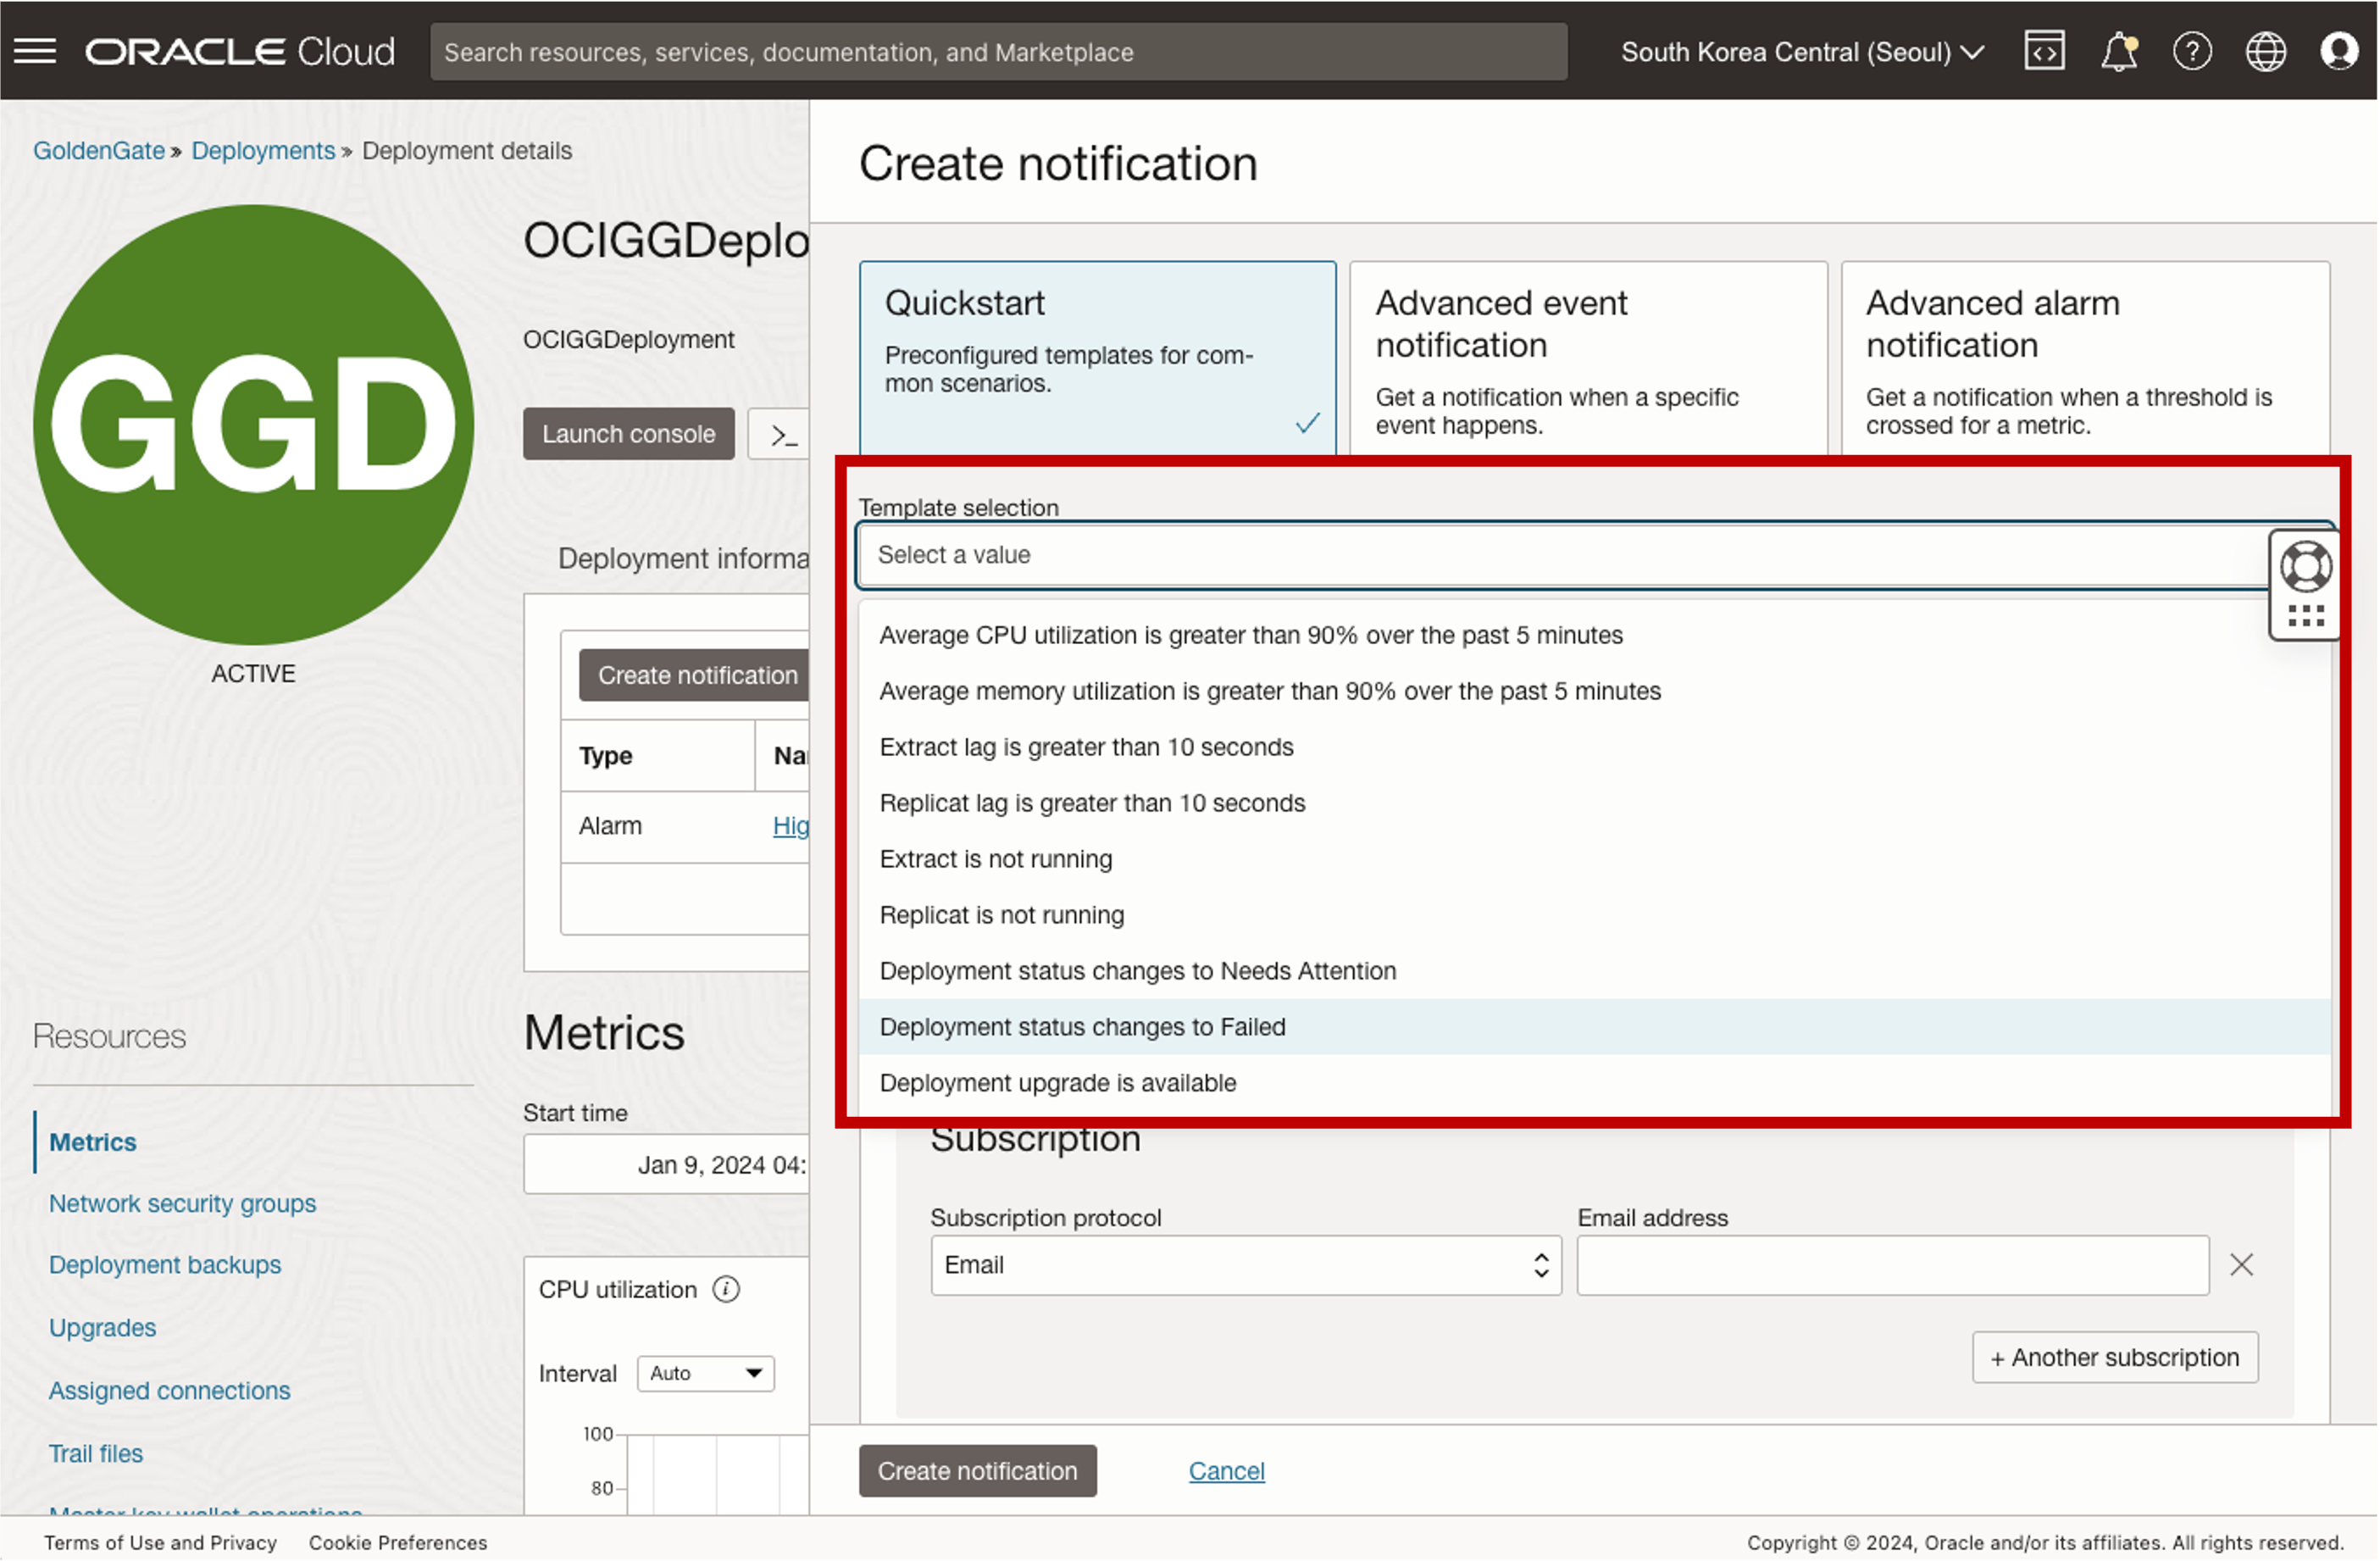 ORACLE Cloud
Search resources, services, documentation, and Marketplace
South Korea Central (Seoul)
GoldenGate » Deployments » Deployment details
GGD
ACTIVE
OCIGGDeplo
OCIGGDeployment
Launch console
>_
Deployment informa
Create notification
Type
Alarm
Hig
Resources
Metrics
Network security groups
Deployment backups
Upgrades
Assigned connections
Trail files
Master key wallet operations
Metrics
Start time
Jan 9, 2024 04:
CPU utilization
Interval
Auto
100
80
Create notification
Quickstart
Preconfigured templates for com-
mon scenarios.
Advanced event
notification
Get a notification when a specific
event happens.
Advanced alarm
notification
Get a notification when a threshold is
crossed for a metric.
Template selection
Select a value
Average CPU utilization is greater than 90% over the past 5 minutes
Average memory utilization is greater than 90% over the past 5 minutes
Extract lag is greater than 10 seconds
Replicat lag is greater than 10 seconds
Extract is not running
Replicat is not running
Deployment status changes to Needs Attention
Deployment status changes to Failed
Deployment upgrade is available
Subscription
Subscription protocol
Email
Email address
+ Another subscription
Create notification
Cancel
Terms of Use and Privacy
Cookie Preferences
Copyright © 2024, Oracle and/or its affiliates. All rights reserved.